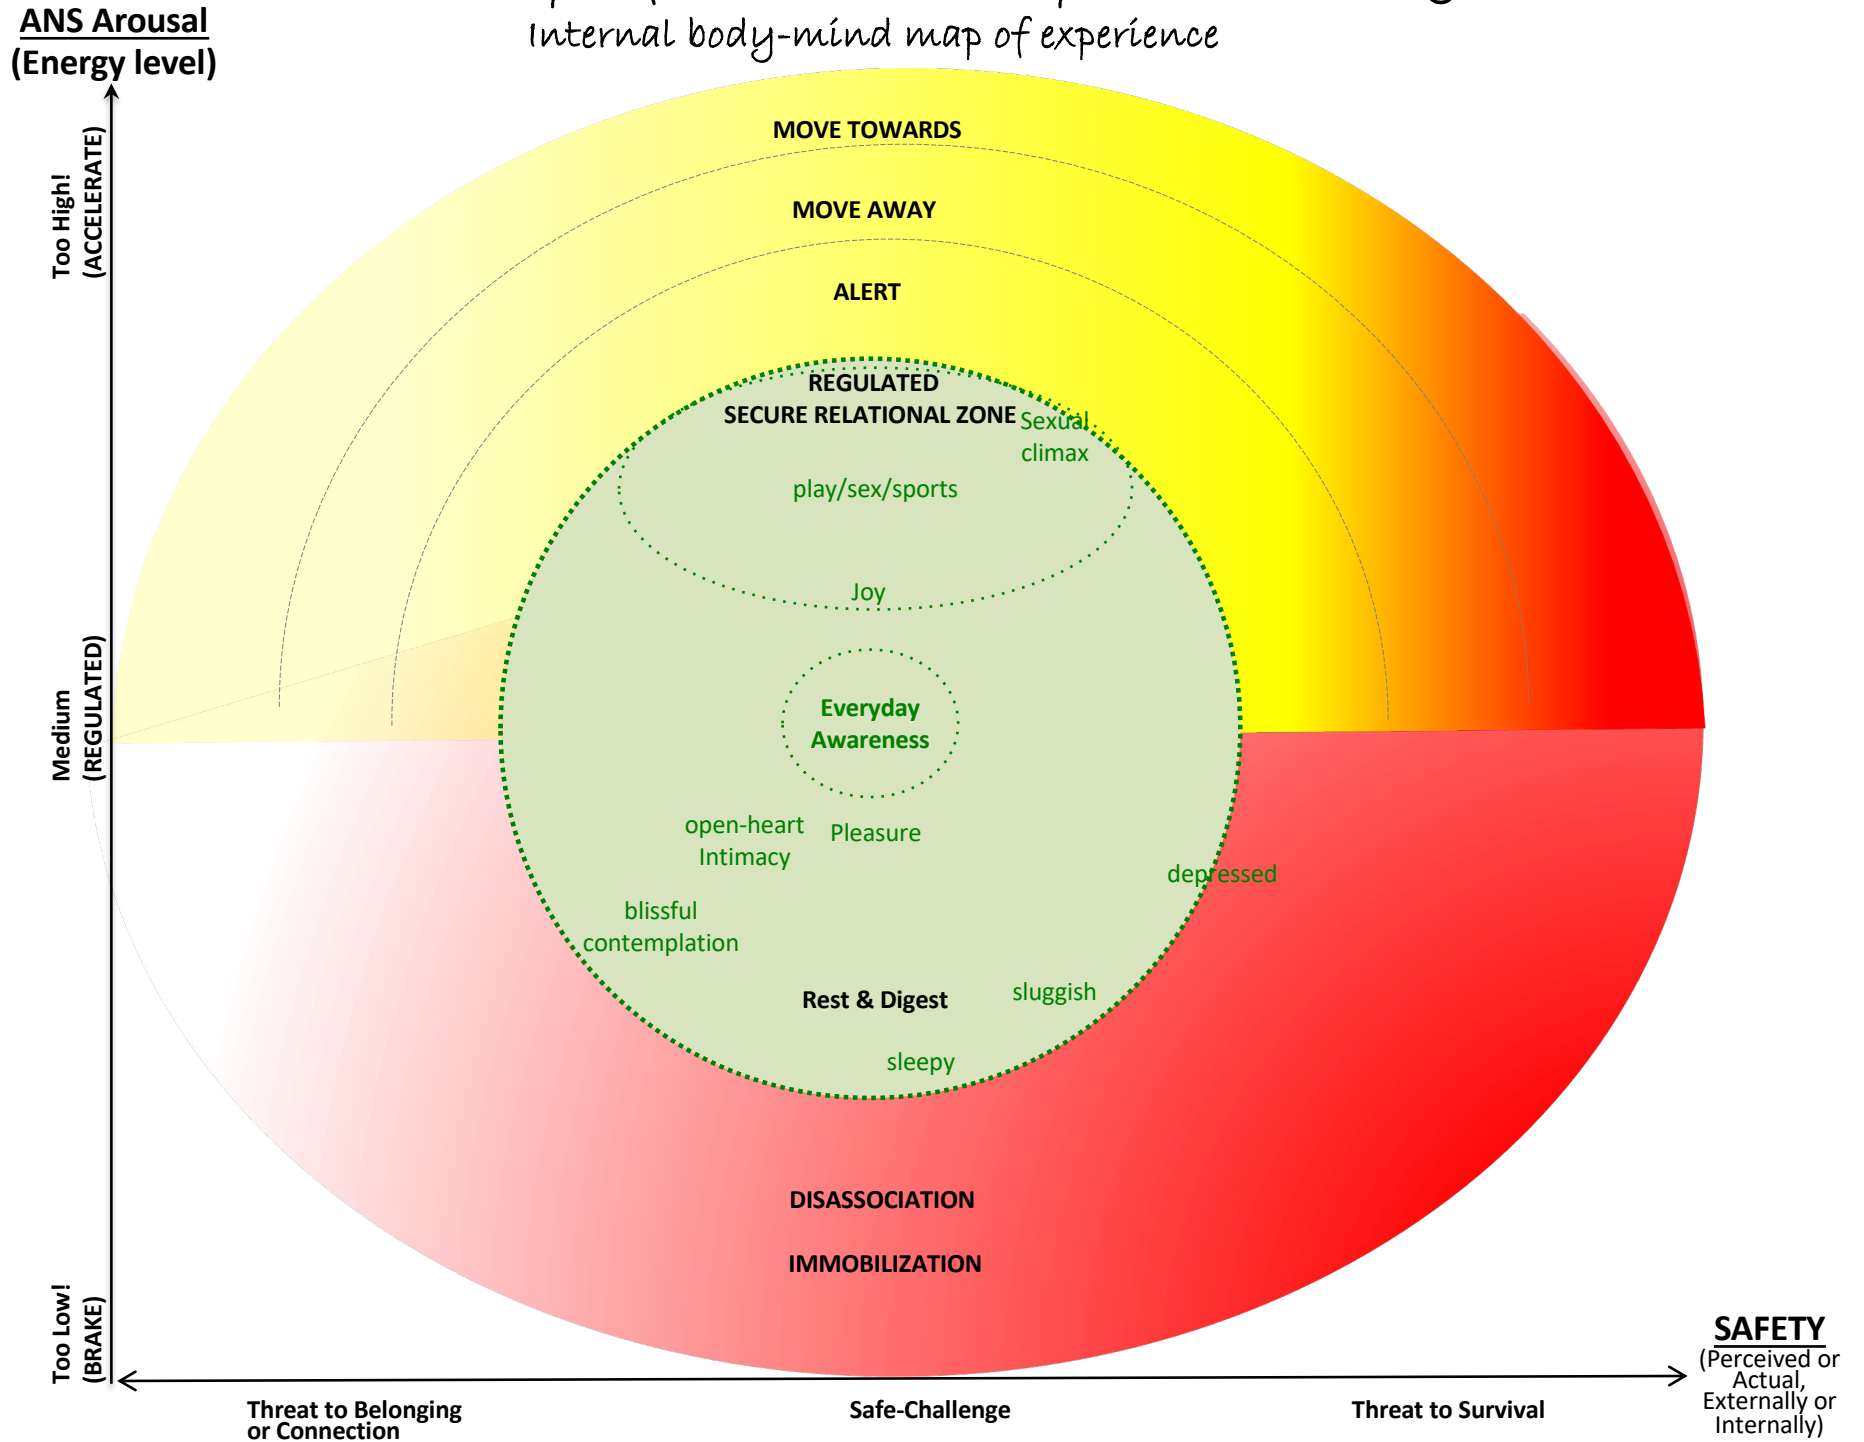 ANS Arousal
(Energy level)
Internal body-mind map of experience
Too High!
(ACCELERATE)
MOVE TOWARDS
MOVE AWAY
ALERT
REGULATED
SECURE RELATIONAL ZONE
Sexual
climax
play/sex/sports
Joy
Medium
(REGULATED)
Everyday
Awareness
open-heart
Intimacy
Pleasure
depressed
blissful
contemplation
Rest & Digest
sluggish
sleepy
DISASSOCIATION
IMMOBILIZATION
Too Low!
(BRAKE)
SAFETY
(Perceived or
Actual,
Externally or
Internally)
Threat to Belonging
or Connection
Safe-Challenge
Threat to Survival